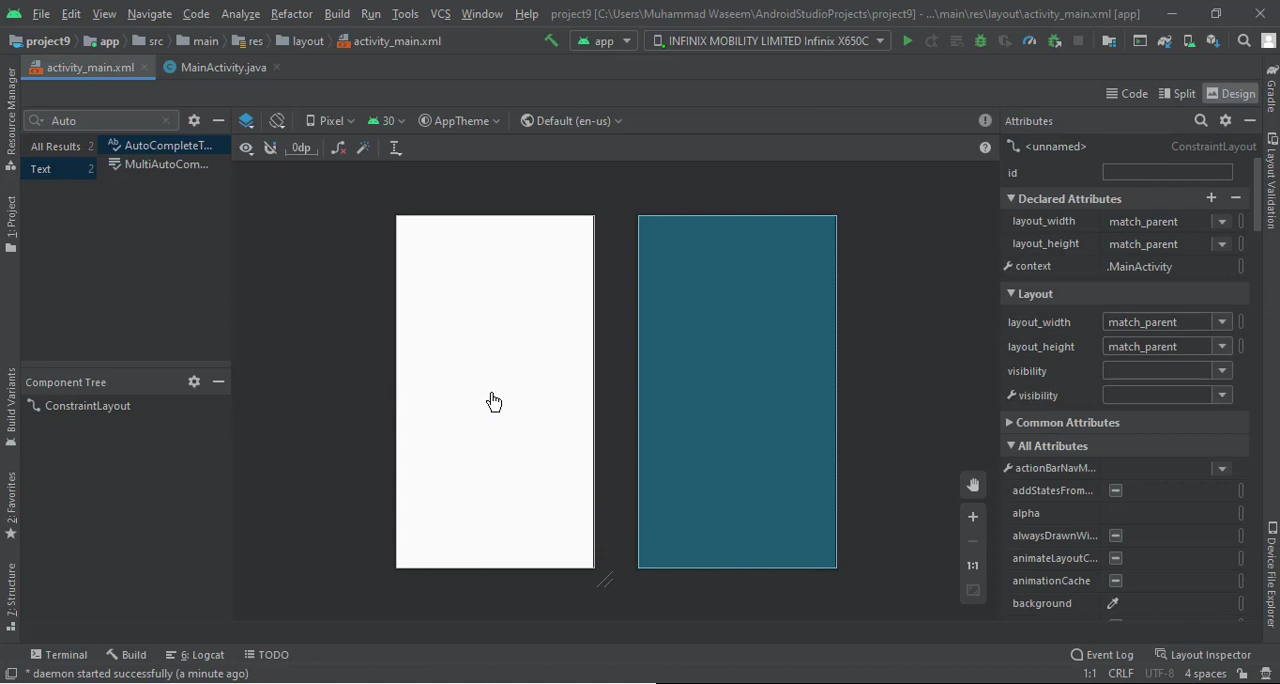 File Edit View Navigate Code Analyze Refactor Build Run Tools VCS Window Help project9 [C:\Users\Muhammad Waseem\AndroidStudioProjects\project9] - ...\main\res\layout\activity_main.xml [app]
project9 app src main res layout activity_main.xml app INFINIX MOBILITY LIMITED Infinix X650C
activity_main.xml MainActivity.java
Code Split Design
Auto Pixel 30 AppTheme Default (en-us) Attributes
All Results 2 Ab AutoCompleteT... 0dp <unnamed> ConstraintLayout
Text 2 MultiAutoCom...
id
Declared Attributes
layout_width match_parent
layout_height match_parent
context .MainActivity
Layout
layout_width match_parent
layout_height match_parent
visibility
Component Tree
visibility
ConstraintLayout
Common Attributes
All Attributes
actionBarNavM...
addStatesFrom...
alpha
alwaysDrawnWi...
animateLayoutC...
1:1
animationCache
background
Resource Manager
1: Project
Build Variants
2: Favorites
7: Structure
Gradle
Layout Validation
Device File Explorer
Terminal Build 6: Logcat TODO Event Log Layout Inspector
* daemon started successfully (a minute ago) 1:1 CRLF UTF-8 4 spaces